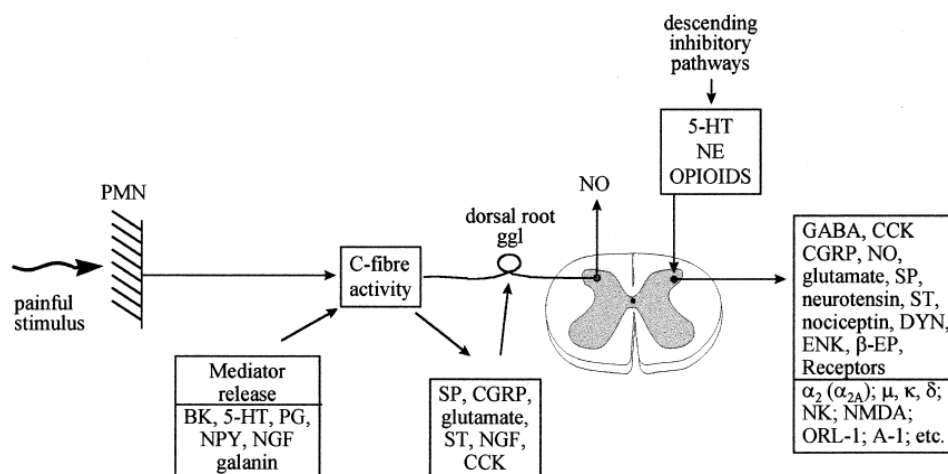 descending
inhibitory
pathways
5-HT
NE
OPIOIDS
PMN
NO
dorsal root
ggl
C-fibre
activity
painful
stimulus
Mediator
release
BK, 5-HT, PG,
NPY, NGF
galanin
SP, CGRP,
glutamate,
ST, NGF,
CCK
GABA, CCK
CGRP, NO,
glutamate, SP,
neurotensin, ST,
nociceptin, DYN,
ENK, β-EP,
Receptors
α₂ (α₂A); μ, κ, δ;
NK; NMDA;
ORL-1; A-1; etc.